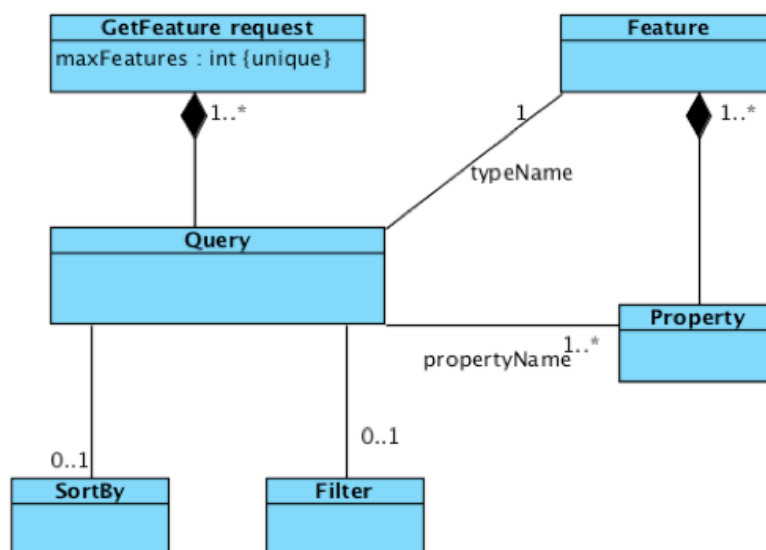 GetFeature request
maxFeatures : int {unique}
Feature
1..*
1
1..*
typeName
Query
Property
1..*
propertyName
0..1
0..1
SortBy
Filter